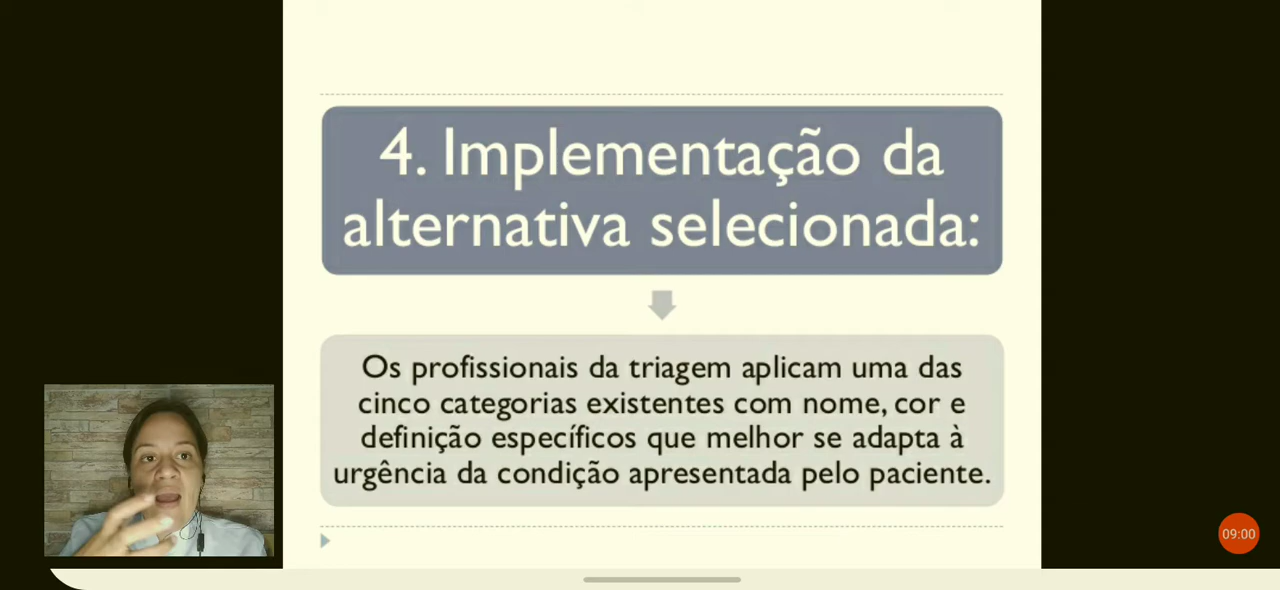 4. Implementação da
alternativa selecionada:
Os profissionais da triagem aplicam uma das
cinco categorias existentes com nome, cor e
definição específicos que melhor se adapta à
urgência da condição apresentada pelo paciente.
09:00